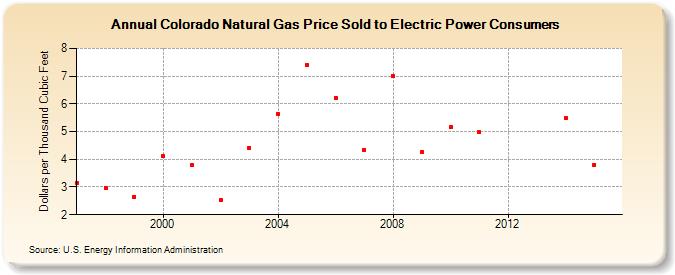 Annual Colorado Natural Gas Price Sold to Electric Power Consumers
Dollars per Thousand Cubic Feet
8
7
6
5
4
3
2
2000 2004 2008 2012
Source: U.S. Energy Information Administration